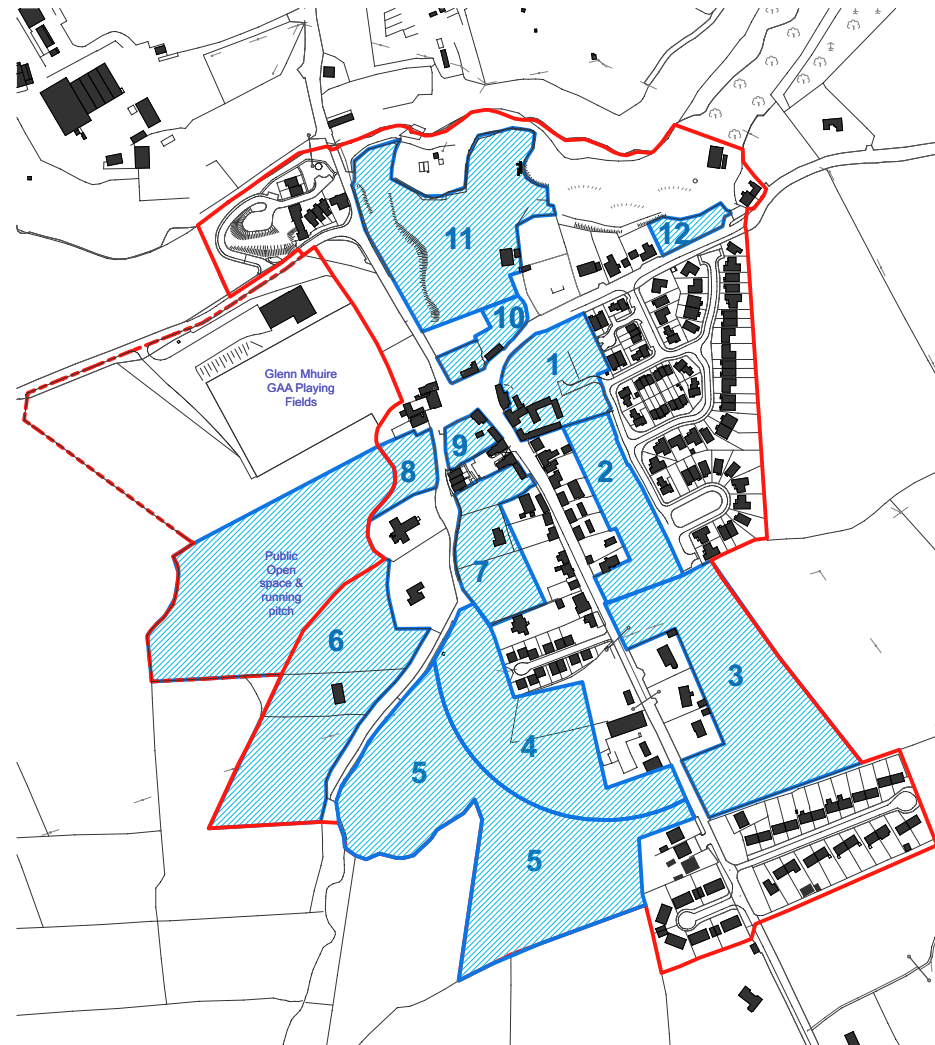 11
12
10
1
Glenn Mhuire
GAA Playing
Fields
9
8
2
Public
Open
space &
running
pitch
7
6
3
4
5
5